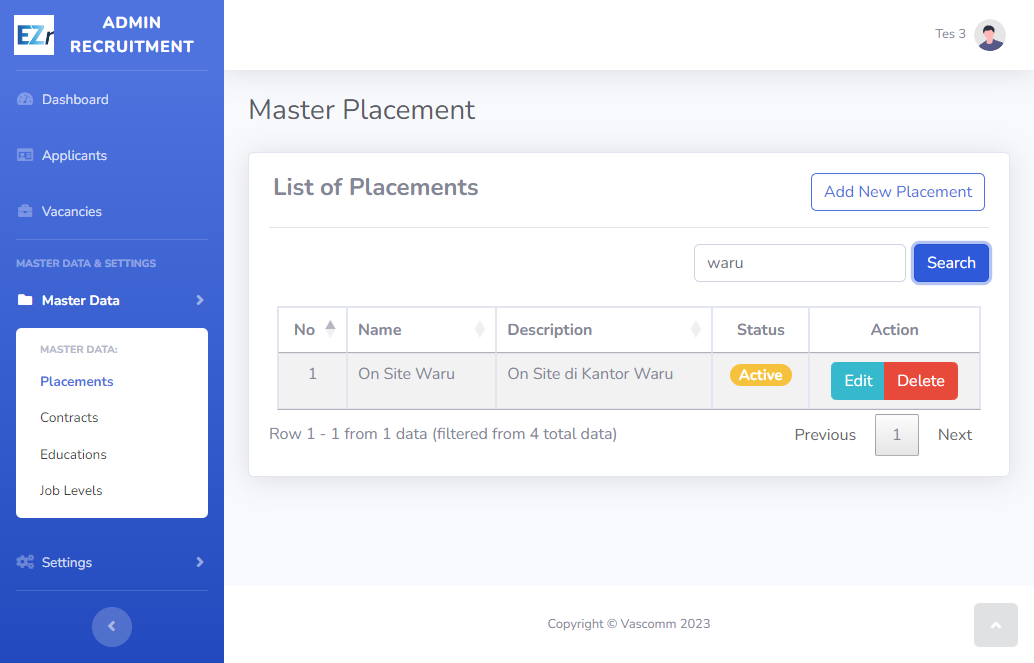 EZr
ADMIN
RECRUITMENT
Tes 3
Dashboard
Applicants
Vacancies
MASTER DATA & SETTINGS
Master Data
MASTER DATA:
Placements
Contracts
Educations
Job Levels
Settings
Master Placement
List of Placements
Add New Placement
waru
Search
No Name Description Status Action
1 On Site Waru On Site di Kantor Waru Active Edit Delete
Row 1 - 1 from 1 data (filtered from 4 total data)
Previous 1 Next
Copyright © Vascomm 2023